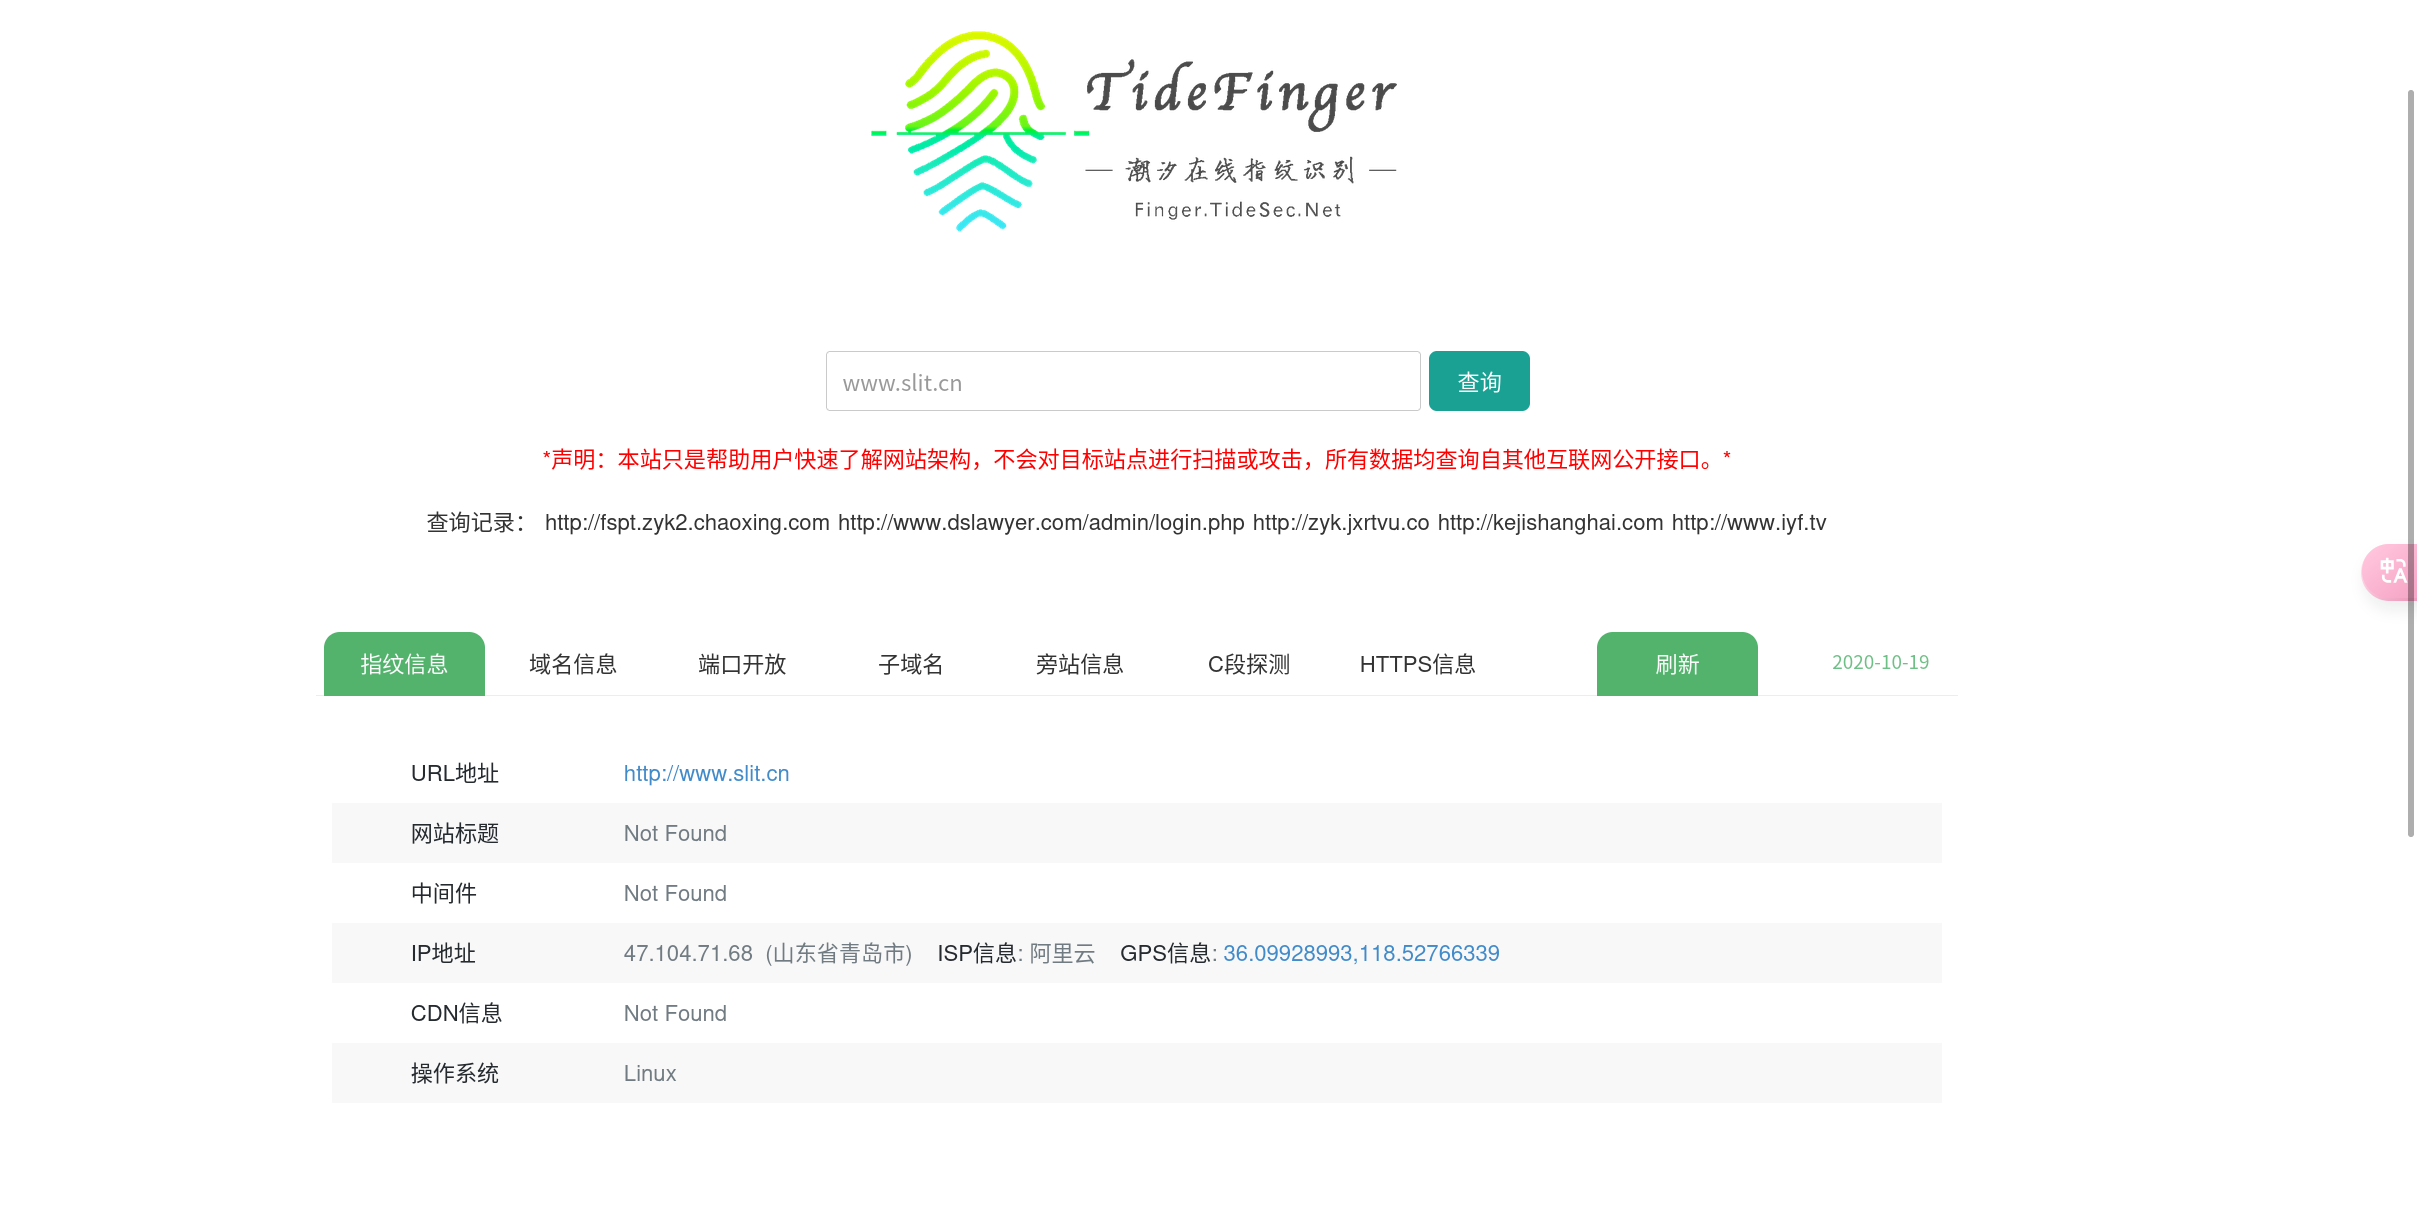 TideFinger
— 潮汐在线指纹识别 —
Finger.TideSec.Net
www.slit.cn 查询
*声明：本站只是帮助用户快速了解网站架构，不会对目标站点进行扫描或攻击，所有数据均查询自其他互联网公开接口。*
查询记录： http://fspt.zyk2.chaoxing.com http://www.dslawyer.com/admin/login.php http://zyk.jxrtvu.co http://kejishanghai.com http://www.iyf.tv
指纹信息 域名信息 端口开放 子域名 旁站信息 C段探测 HTTPS信息 刷新 2020-10-19
URL地址 http://www.slit.cn
网站标题 Not Found
中间件 Not Found
IP地址 47.104.71.68 (山东省青岛市) ISP信息: 阿里云 GPS信息: 36.09928993,118.52766339
CDN信息 Not Found
操作系统 Linux